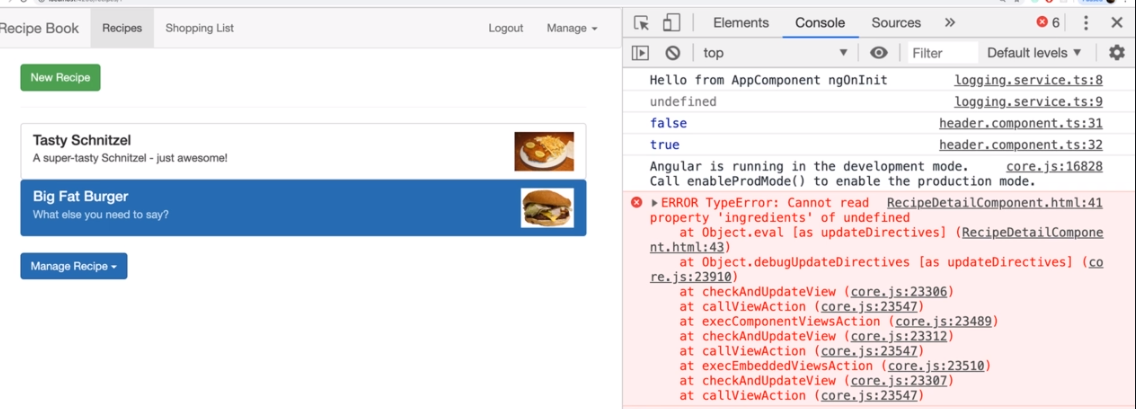 Recipe Book Recipes Shopping List Logout Manage
New Recipe
Tasty Schnitzel
A super-tasty Schnitzel - just awesome!
Big Fat Burger
What else you need to say?
Manage Recipe
Elements Console Sources » 6
top Filter Default levels
Hello from AppComponent ngOnInit logging.service.ts:8
undefined logging.service.ts:9
false header.component.ts:31
true header.component.ts:32
Angular is running in the development mode. core.js:16828
Call enableProdMode() to enable the production mode.
ERROR TypeError: Cannot read RecipeDetailComponent.html:41
property 'ingredients' of undefined
at Object.eval [as updateDirectives] (RecipeDetailCompone
nt.html:43)
at Object.debugUpdateDirectives [as updateDirectives] (co
re.js:23910)
at checkAndUpdateView (core.js:23306)
at callViewAction (core.js:23547)
at execComponentViewsAction (core.js:23489)
at checkAndUpdateView (core.js:23312)
at callViewAction (core.js:23547)
at execEmbeddedViewsAction (core.js:23510)
at checkAndUpdateView (core.js:23307)
at callViewAction (core.js:23547)